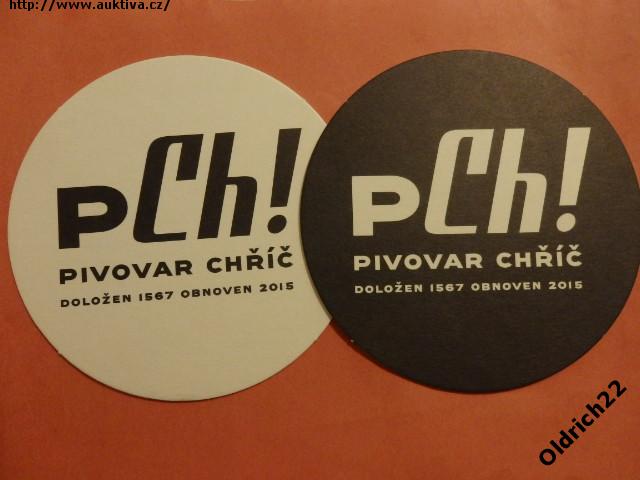 http://www.auktiva.cz/
PCh!
PIVOVAR CHŘÍČ
DOLOŽEN 1567 OBNOVEN 2015
PCh!
PIVOVAR CHŘÍČ
DOLOŽEN 1567 OBNOVEN 2015
Oldrich22